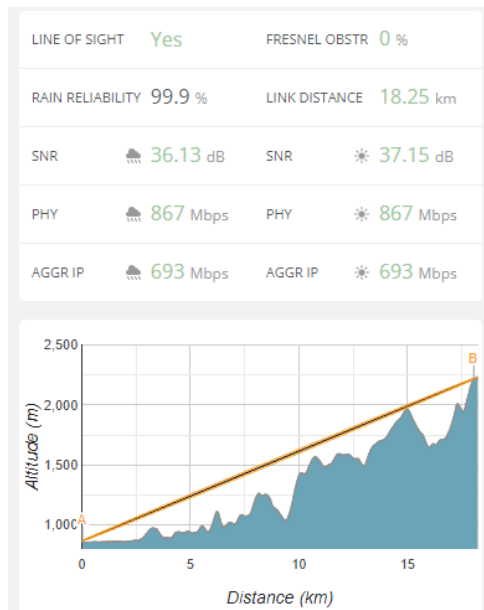 LINE OF SIGHT Yes FRESNEL OBSTR 0 %
RAIN RELIABILITY 99.9 % LINK DISTANCE 18.25 km
SNR 36.13 dB SNR 37.15 dB
PHY 867 Mbps PHY 867 Mbps
AGGR IP 693 Mbps AGGR IP 693 Mbps
2,500
B
2,000
Altitude (m)
1,500
1,000
A
0 5 10 15
Distance (km)